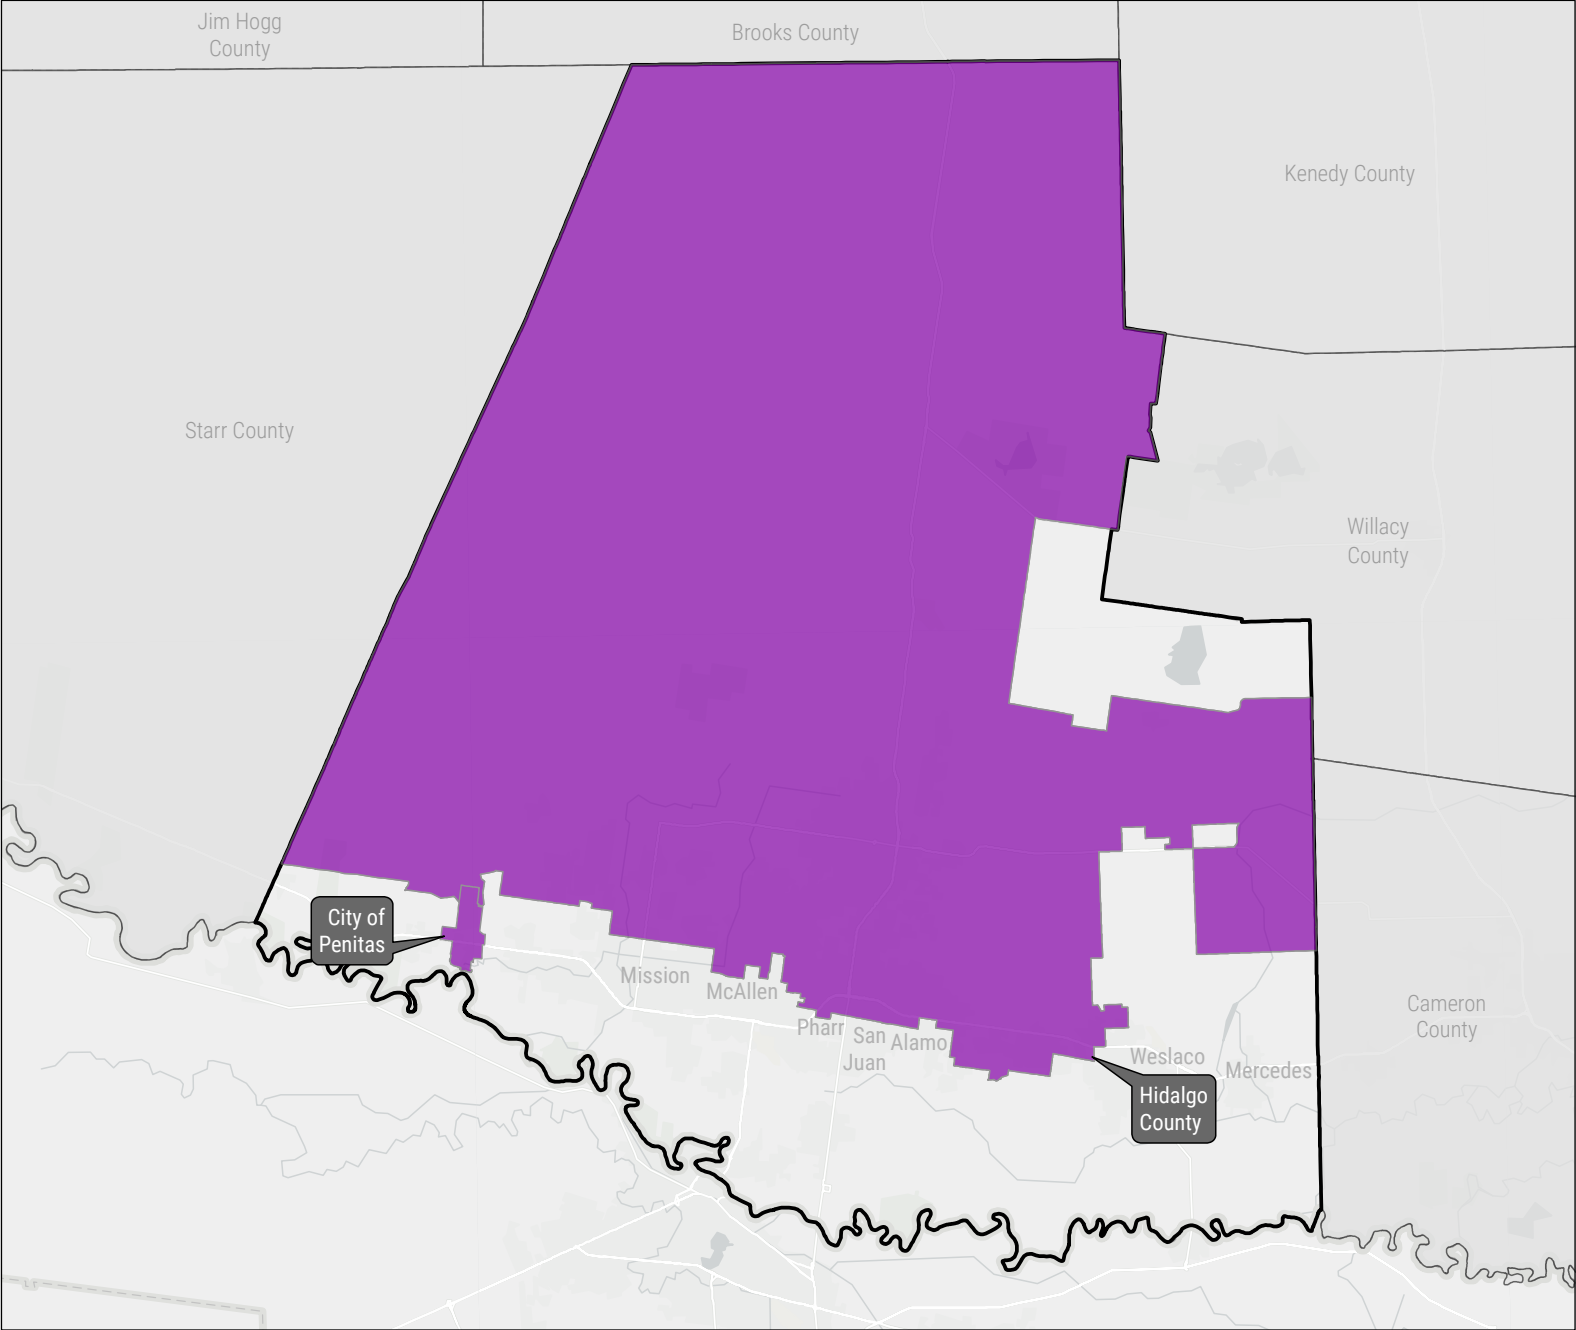 Jim Hogg
County
Brooks County
Kenedy County
Starr County
Willacy
County
City of
Penitas
Mission
McAllen
Pharr
San
Juan
Alamo
Weslaco
Mercedes
Cameron
County
Hidalgo
County